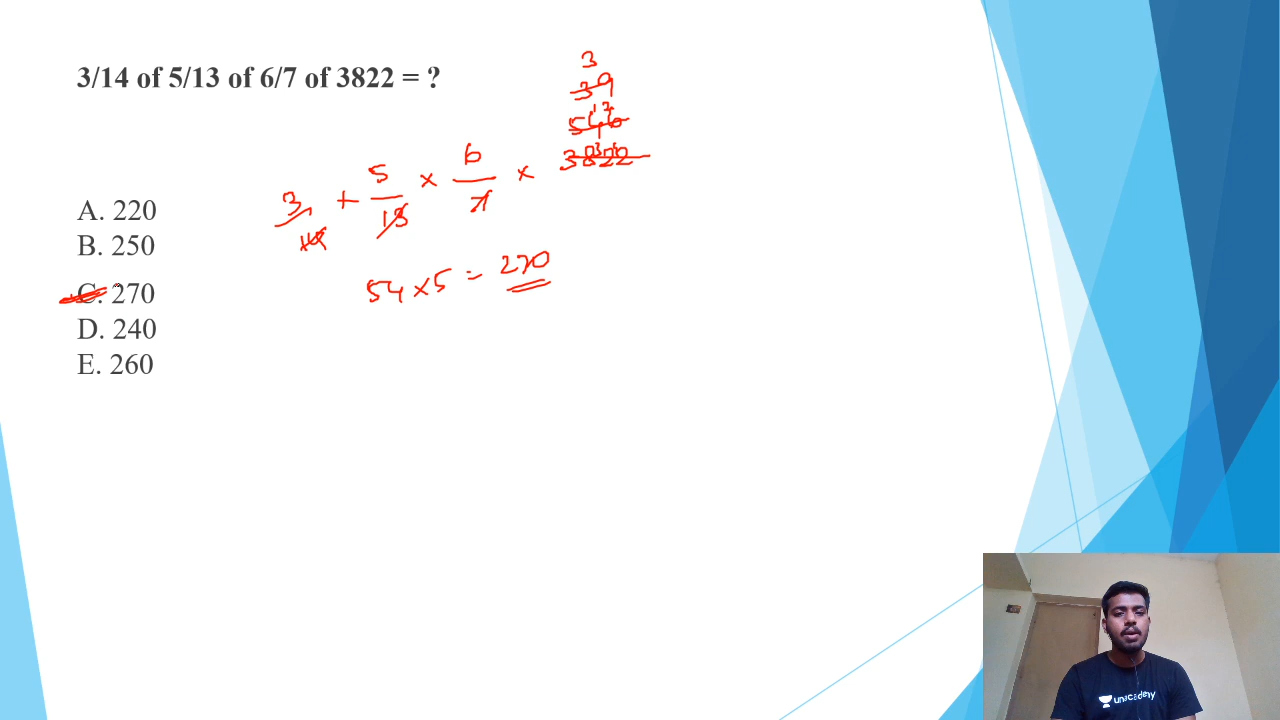 3/14 of 5/13 of 6/7 of 3822 = ?
3
39
546
3/14 × 5/13 × 6/7 × 3822
54 × 5 = 270
A. 220
B. 250
C. 270
D. 240
E. 260
unacademy